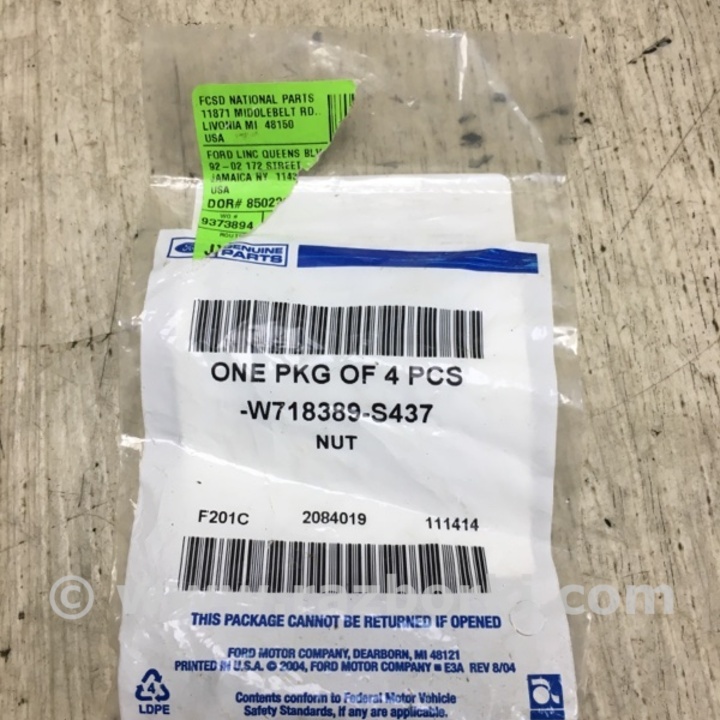 FCSD NATIONAL PARTS
11871 MIDDLEBELT RD..
LIVONIA MI 48150
USA
FORD LINC QUEENS
92-02 172 STREET
JAMAICA NY
USA
DOR#
WO #
9373894
GENUINE
PARTS
ONE PKG OF 4 PCS
-W718389-S437
NUT
F201C 2084019 111414
THIS PACKAGE CANNOT BE RETURNED IF OPENED
FORD MOTOR COMPANY, DEARBORN, MI 48121
PRINTED IN U.S.A. © 2004, FORD MOTOR COMPANY E3A REV 8/04
4
LDPE
Contents conform to Federal Motor Vehicle
Safety Standards, if any are applicable.